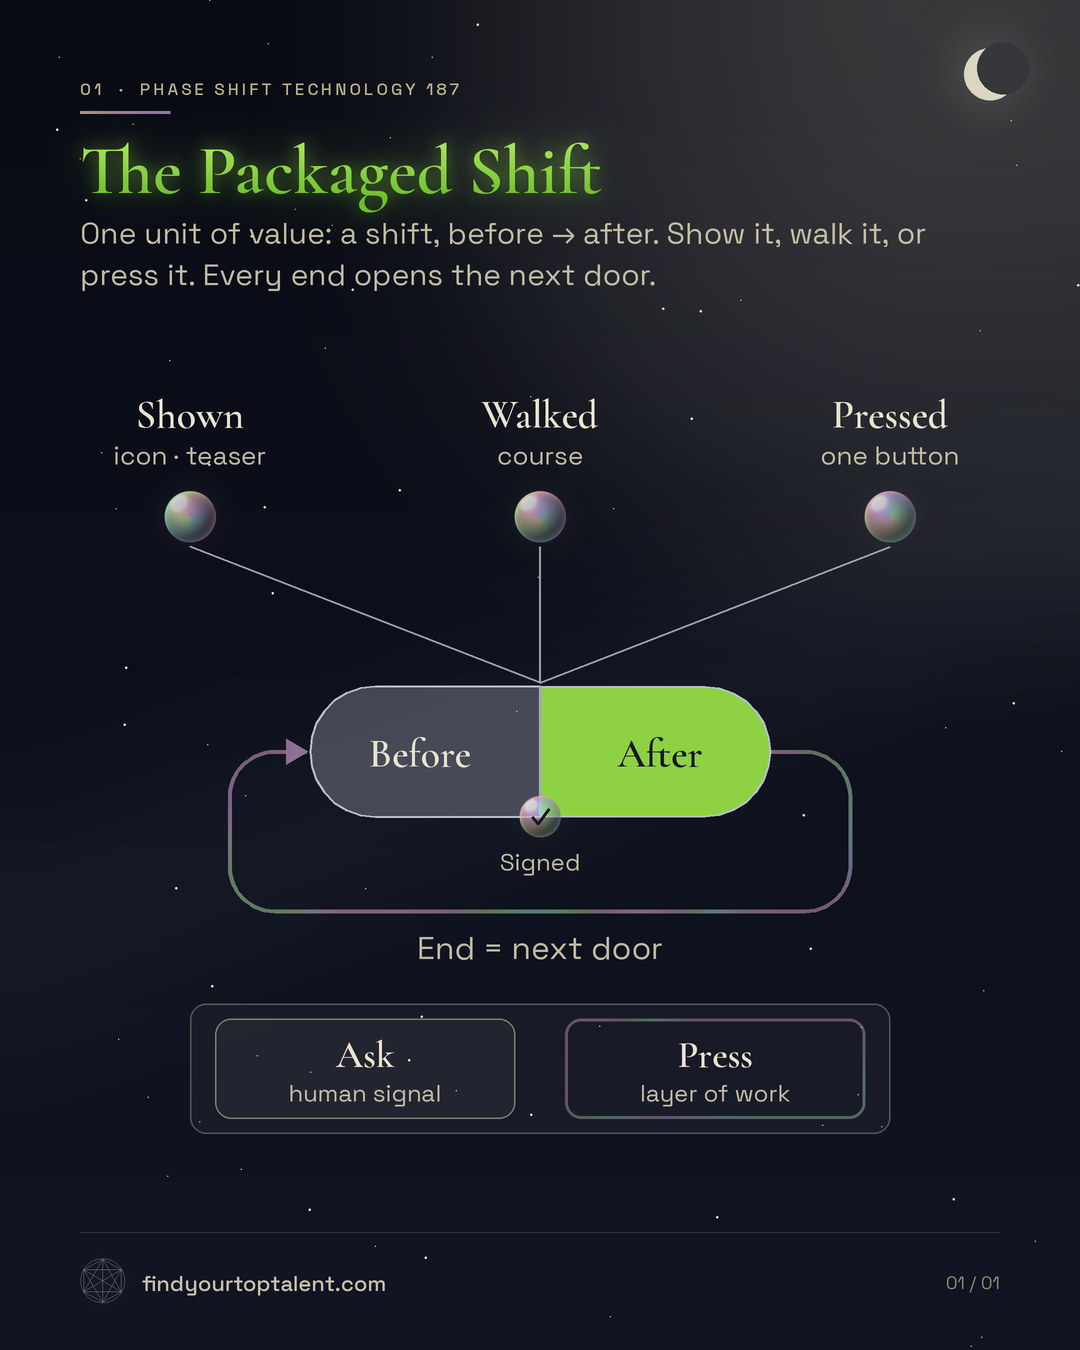 01 · PHASE SHIFT TECHNOLOGY 187
The Packaged Shift
One unit of value: a shift, before → after. Show it, walk it, or
press it. Every end opens the next door.
Shown
icon · teaser
Walked
course
Pressed
one button
Before
After
Signed
End = next door
Ask
human signal
Press
layer of work
findyourtoptalent.com
01 / 01